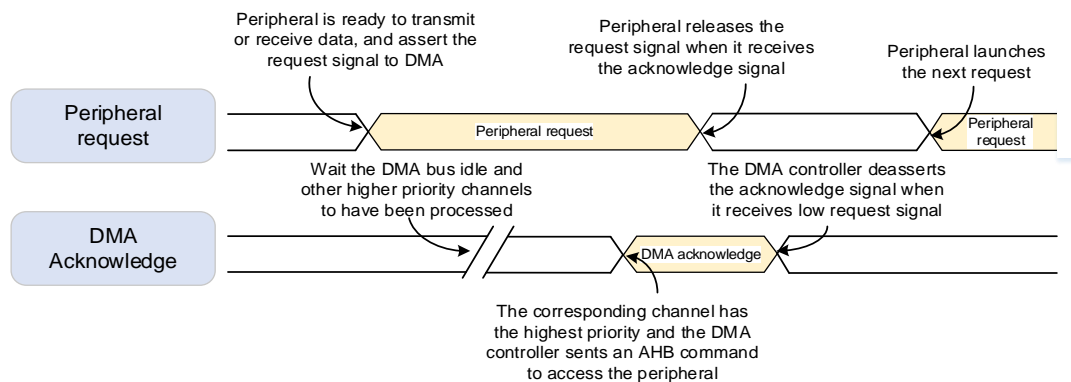 Peripheral is ready to transmit
or receive data, and assert the
request signal to DMA
Peripheral releases the
request signal when it receives
the acknowledge signal
Peripheral launches
the next request
Peripheral
request
Peripheral request
Peripheral
request
Wait the DMA bus idle and
other higher priority channels
to have been processed
The DMA controller deasserts
the acknowledge signal when
it receives low request signal
DMA
Acknowledge
DMA acknowledge
The corresponding channel has
the highest priority and the DMA
controller sents an AHB command
to access the peripheral